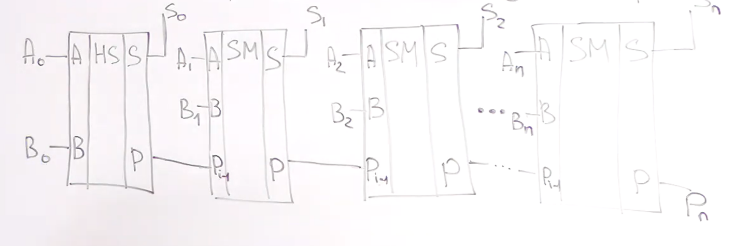 S0 S1 S2 Sn
A0 A HS S A1 A SM S A2 A SM S An A SM S
B1 B B2 B ... Bn B
B0 B P Pi-1 P Pi-1 P ... Pi-1 P
Pn